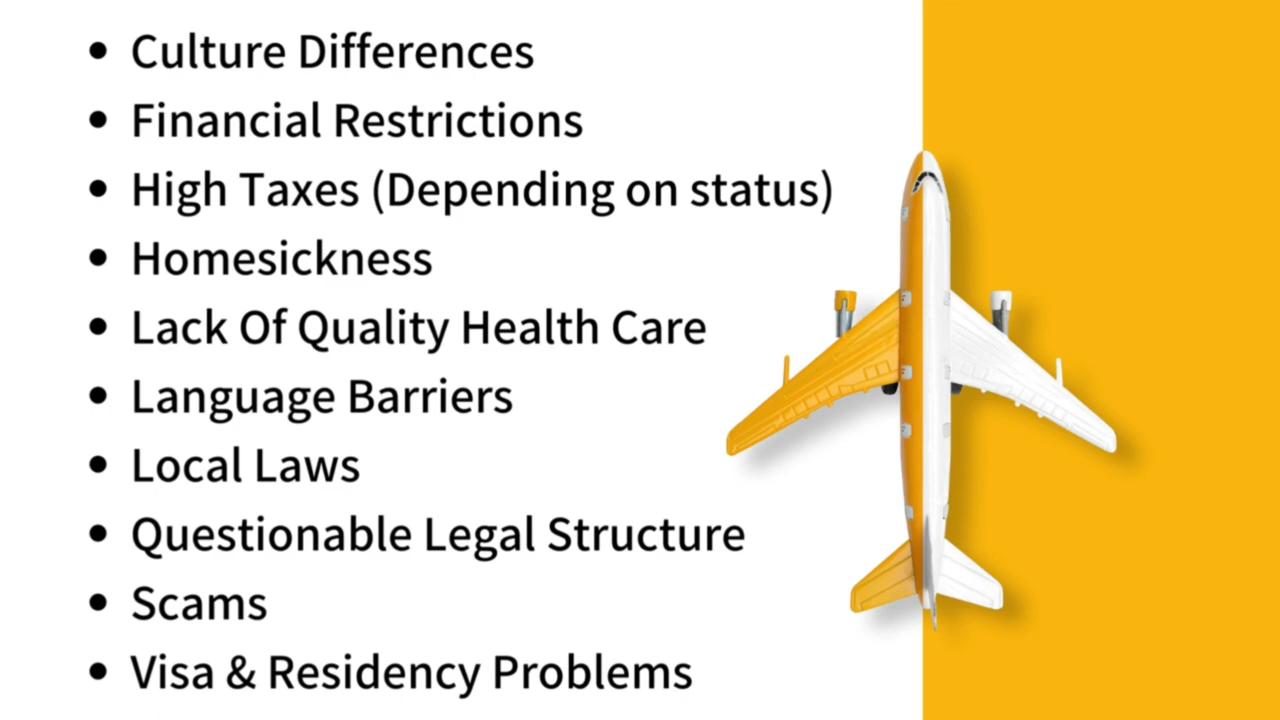 • Culture Differences
• Financial Restrictions
• High Taxes (Depending on status)
• Homesickness
• Lack Of Quality Health Care
• Language Barriers
• Local Laws
• Questionable Legal Structure
• Scams
• Visa & Residency Problems